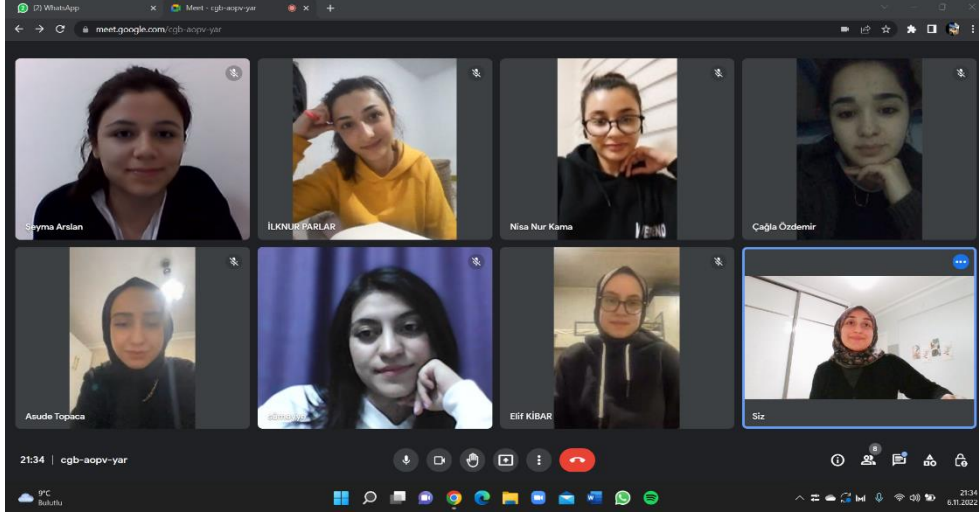 (2) WhatsApp
Meet - cgb-aopv-yar
meet.google.com/cgb-aopv-yar
Şeyma Arslan
İLKNUR PARLAR
Nisa Nur Kama
Çağla Özdemir
Asude Topaca
Elif KİBAR
Siz
21:34 | cgb-aopv-yar
8
9°C
Bulutlu
21:34
6.11.2022